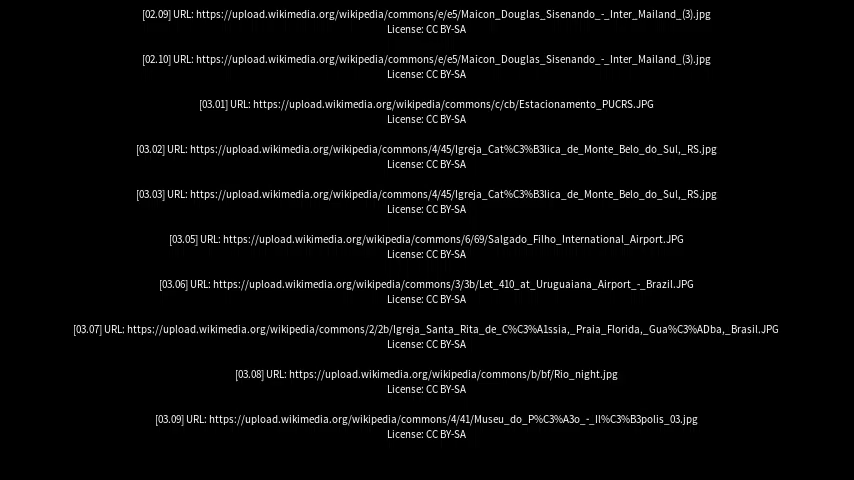 [02.09] URL: https://upload.wikimedia.org/wikipedia/commons/e/e5/Maicon_Douglas_Sisenando_-_Inter_Mailand_(3).jpg
License: CC BY-SA
[02.10] URL: https://upload.wikimedia.org/wikipedia/commons/e/e5/Maicon_Douglas_Sisenando_-_Inter_Mailand_(3).jpg
License: CC BY-SA
[03.01] URL: https://upload.wikimedia.org/wikipedia/commons/c/cb/Estacionamento_PUCRS.JPG
License: CC BY-SA
[03.02] URL: https://upload.wikimedia.org/wikipedia/commons/4/45/Igreja_Cat%C3%B3lica_de_Monte_Belo_do_Sul,_RS.jpg
License: CC BY-SA
[03.03] URL: https://upload.wikimedia.org/wikipedia/commons/4/45/Igreja_Cat%C3%B3lica_de_Monte_Belo_do_Sul,_RS.jpg
License: CC BY-SA
[03.05] URL: https://upload.wikimedia.org/wikipedia/commons/6/69/Salgado_Filho_International_Airport.JPG
License: CC BY-SA
[03.06] URL: https://upload.wikimedia.org/wikipedia/commons/3/3b/Let_410_at_Uruguaiana_Airport_-_Brazil.JPG
License: CC BY-SA
[03.07] URL: https://upload.wikimedia.org/wikipedia/commons/2/2b/Igreja_Santa_Rita_de_C%C3%A1ssia,_Praia_Florida,_Gua%C3%ADba,_Brasil.JPG
License: CC BY-SA
[03.08] URL: https://upload.wikimedia.org/wikipedia/commons/b/bf/Rio_night.jpg
License: CC BY-SA
[03.09] URL: https://upload.wikimedia.org/wikipedia/commons/4/41/Museu_do_P%C3%A3o_-_Il%C3%B3polis_03.jpg
License: CC BY-SA